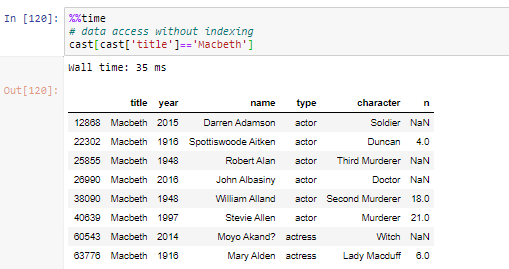 In [120]: %%time
# data access without indexing
cast[cast['title']=='Macbeth']
Wall time: 35 ms
Out[120]:
title year name type character n
12868 Macbeth 2015 Darren Adamson actor Soldier NaN
22302 Macbeth 1916 Spottiswoode Aitken actor Duncan 4.0
25855 Macbeth 1948 Robert Alan actor Third Murderer NaN
26990 Macbeth 2016 John Albasiny actor Doctor NaN
38090 Macbeth 1948 William Alland actor Second Murderer 18.0
40639 Macbeth 1997 Stevie Allen actor Murderer 21.0
60543 Macbeth 2014 Moyo Akand? actress Witch NaN
63776 Macbeth 1916 Mary Alden actress Lady Macduff 6.0